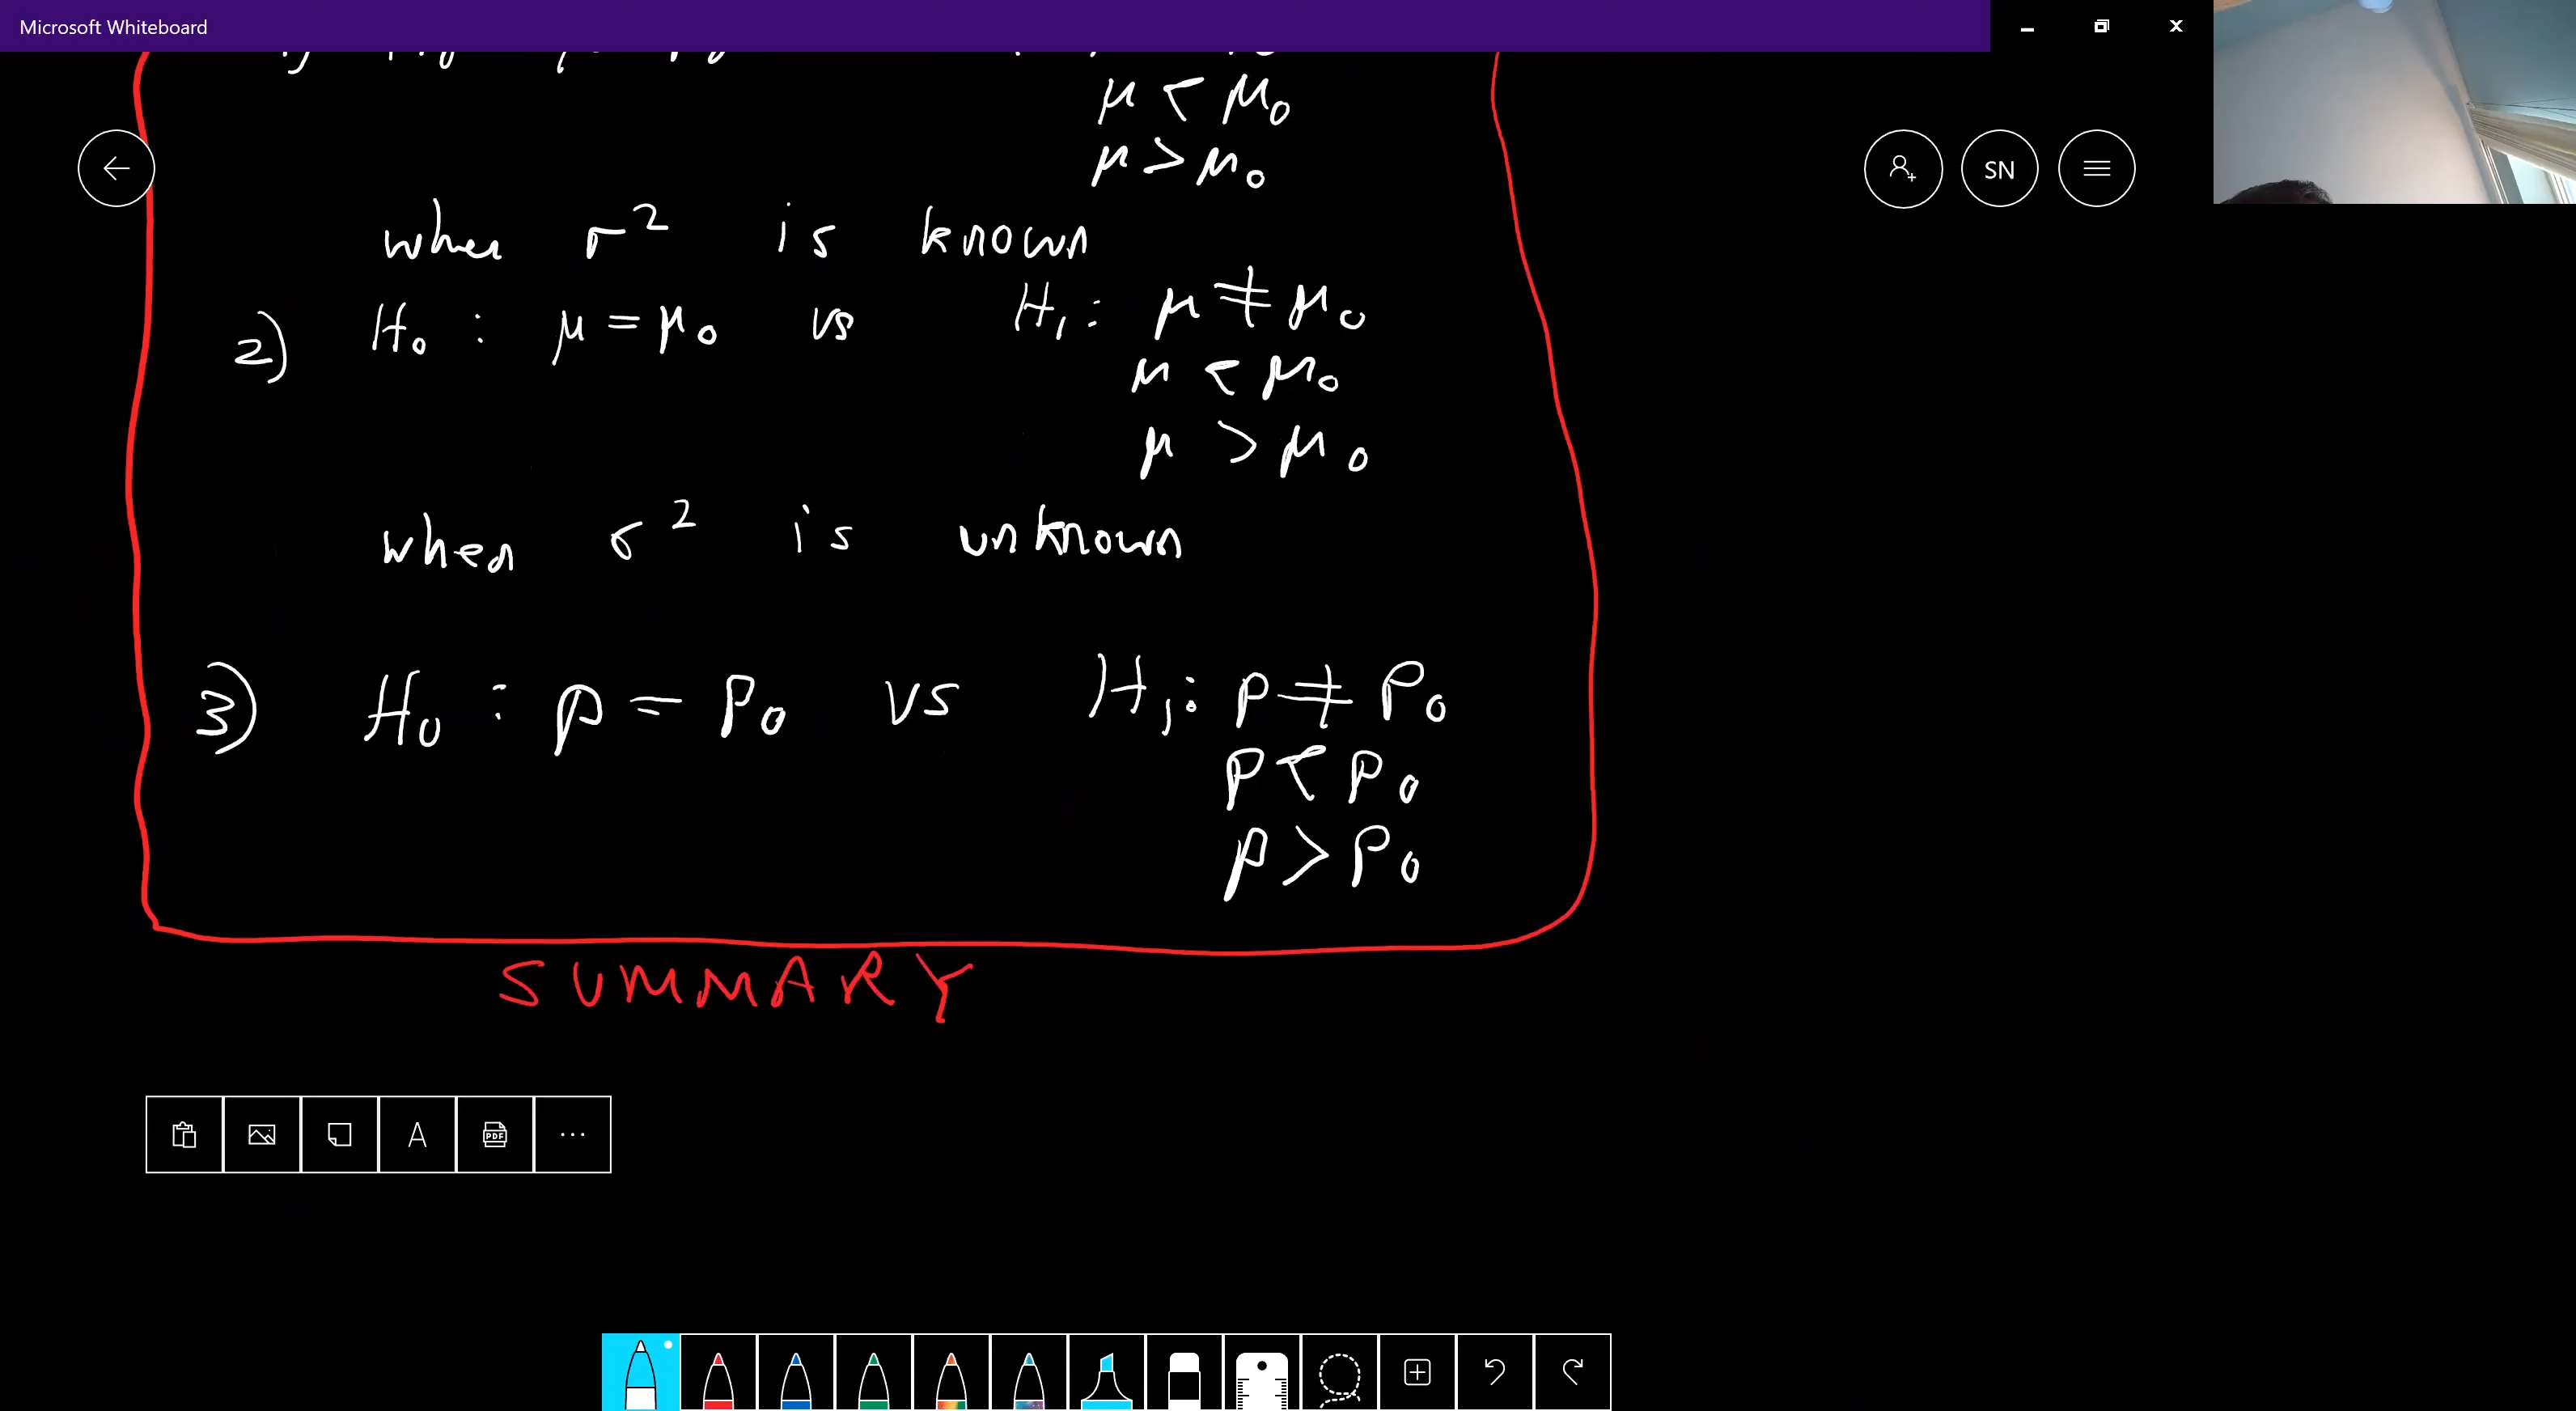 Microsoft Whiteboard
μ < μ₀
μ > μ₀
SN
when σ² is known
2) H₀ : μ = μ₀ vs H₁ : μ ≠ μ₀
μ < μ₀
μ > μ₀
when σ² is unknown
3) H₀ : p = p₀ vs H₁ : p ≠ p₀
p < p₀
p > p₀
SUMMARY
A
PDF